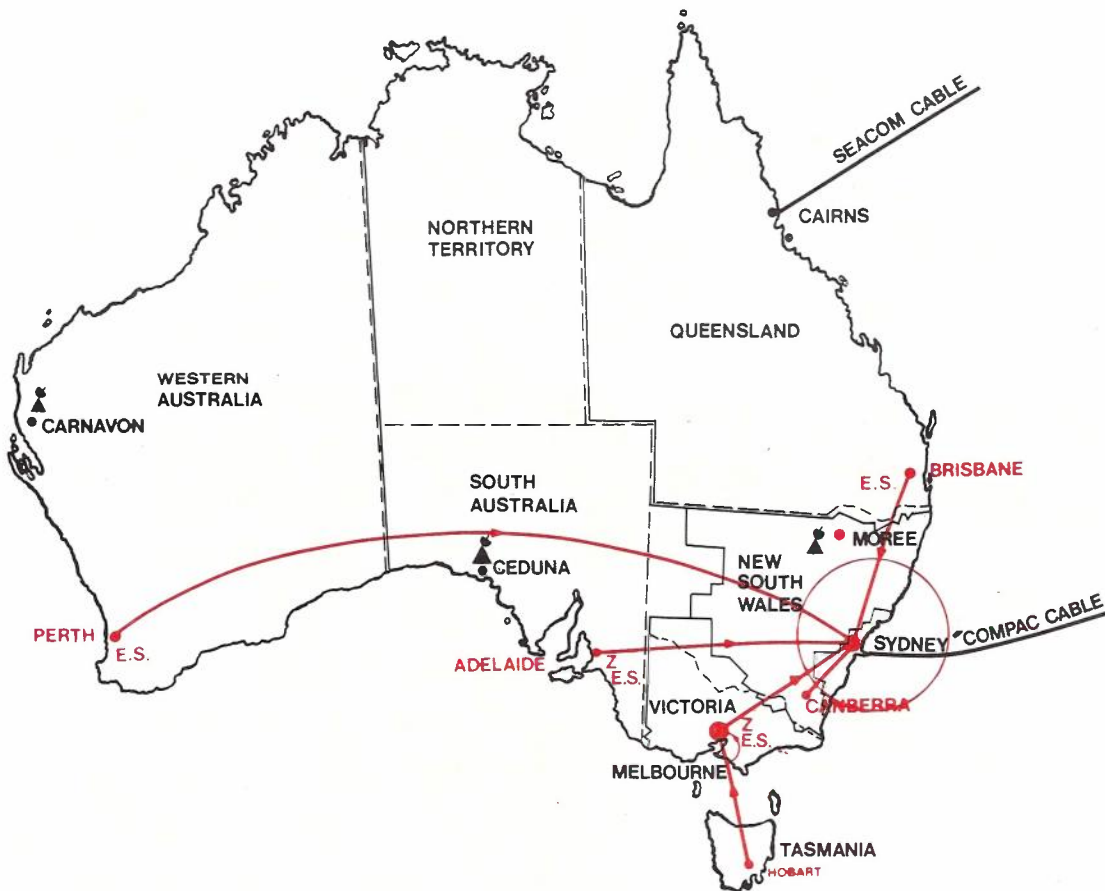 SEACOM CABLE
CAIRNS
NORTHERN
TERRITORY
QUEENSLAND
WESTERN
AUSTRALIA
CARNAVON
BRISBANE
E.S.
SOUTH
AUSTRALIA
MOREE
CEDUNA
NEW
SOUTH
WALES
COMPAC CABLE
PERTH
E.S.
SYDNEY
ADELAIDE
Z
E.S.
CANBERRA
VICTORIA
Z
E.S.
MELBOURNE
TASMANIA
HOBART